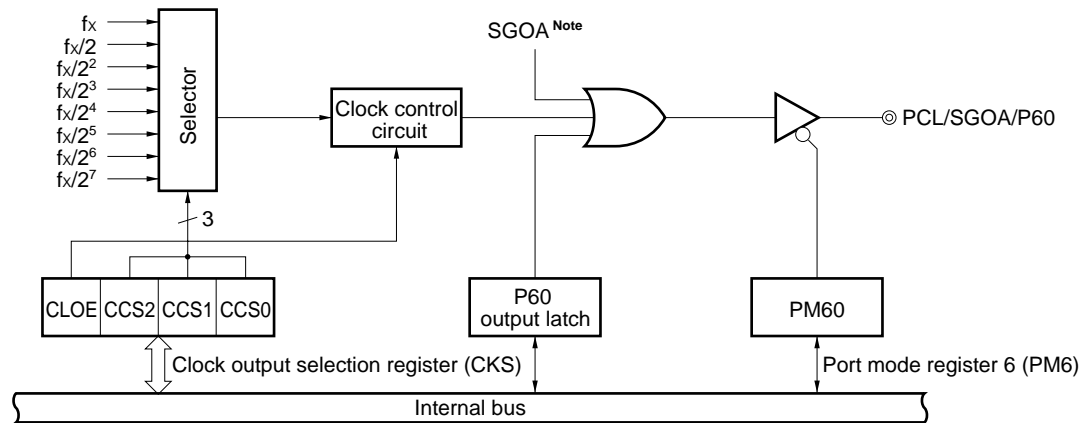 fX
fX/2
fX/2²
fX/2³
fX/2⁴
fX/2⁵
fX/2⁶
fX/2⁷
Selector
Clock control
circuit
SGOA Note
PCL/SGOA/P60
3
CLOE CCS2 CCS1 CCS0
P60
output latch
PM60
Clock output selection register (CKS)
Port mode register 6 (PM6)
Internal bus